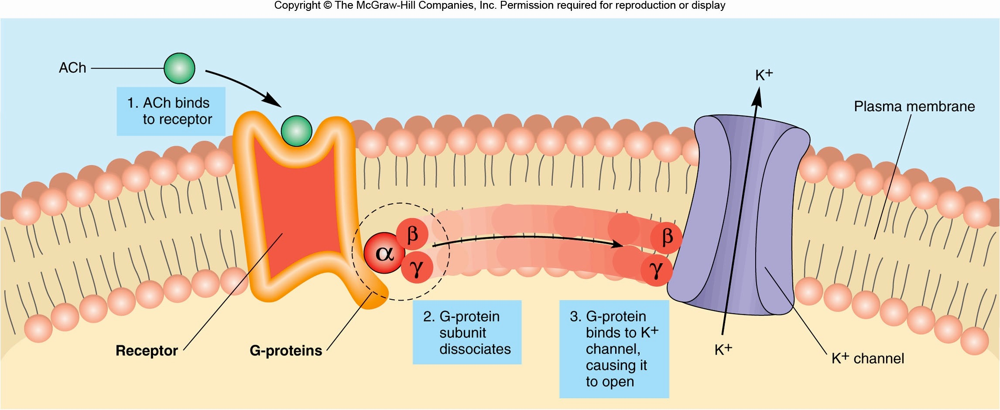 Copyright © The McGraw-Hill Companies, Inc. Permission required for reproduction or display
ACh
1. ACh binds
to receptor
K+
Plasma membrane
β
α
γ
β
γ
Receptor
G-proteins
2. G-protein
subunit
dissociates
3. G-protein
binds to K+
channel,
causing it
to open
K+
K+ channel